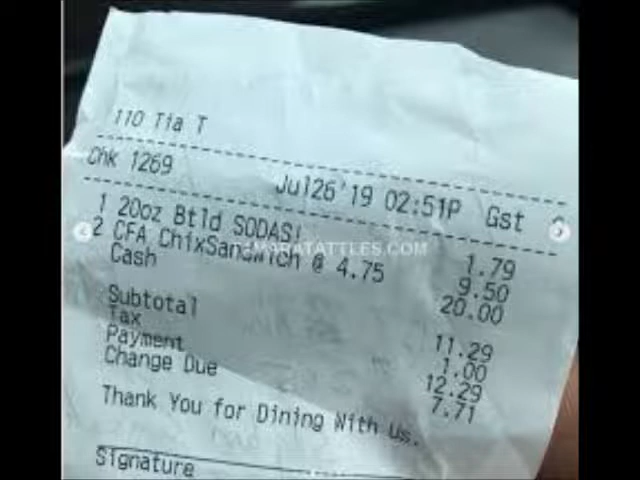 110 Tia T
Chk 1269
Jul26'19 02:51P Gst
1 20oz Btld SODAS! 1.79
2 CFA ChixSandwich @ 4.75 9.50
Cash 20.00
Subtotal 11.29
Tax 1.00
Payment 12.29
Change Due 7.71
Thank You for Dining With us.
Signature
TAMARATATTLES.COM